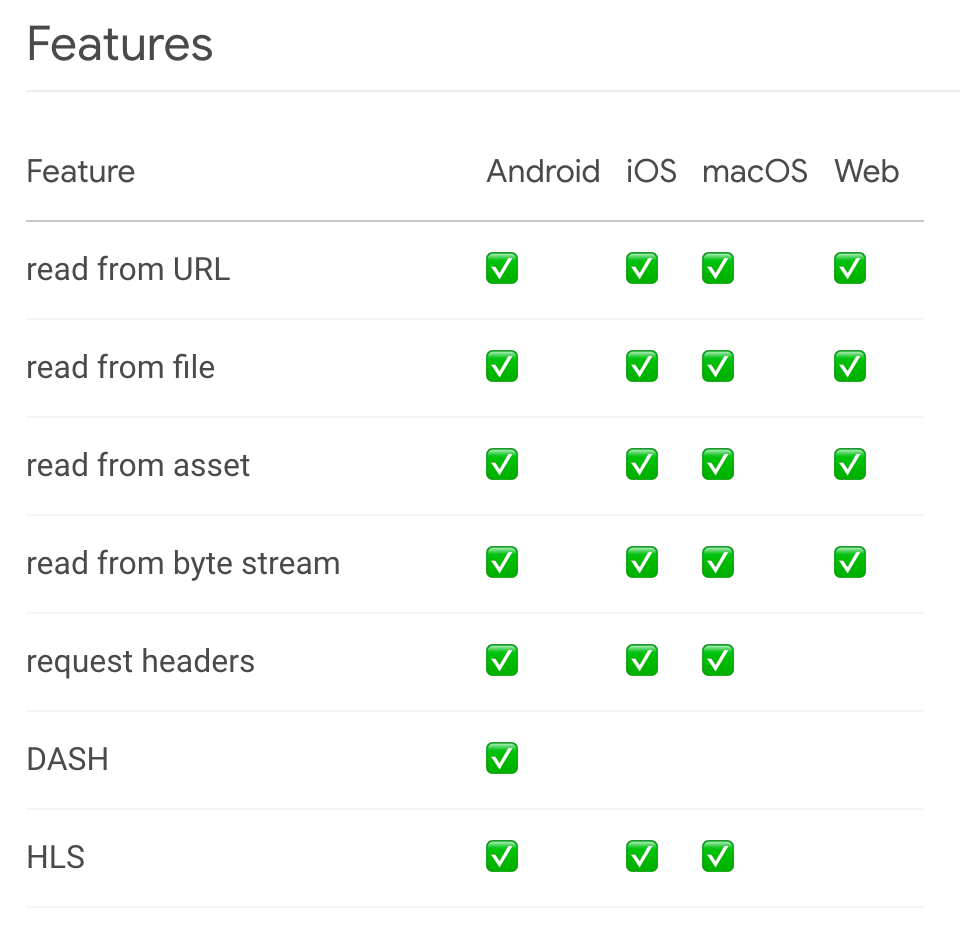 Features
Feature Android iOS macOS Web
read from URL ✅ ✅ ✅ ✅
read from file ✅ ✅ ✅ ✅
read from asset ✅ ✅ ✅ ✅
read from byte stream ✅ ✅ ✅ ✅
request headers ✅ ✅ ✅
DASH ✅
HLS ✅ ✅ ✅